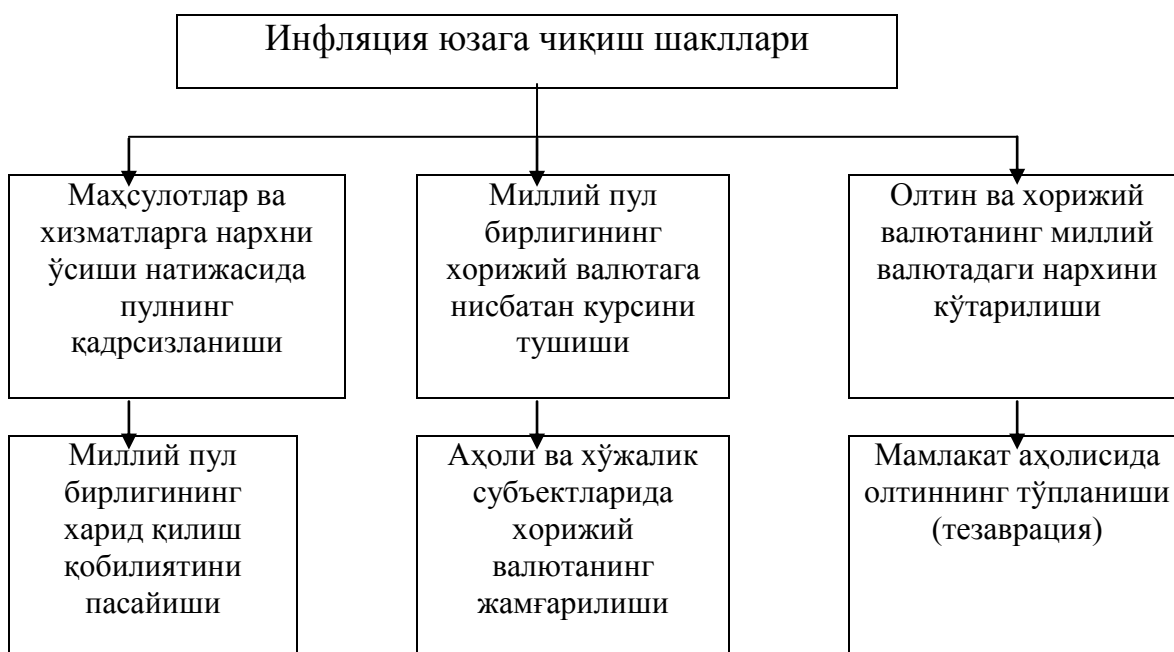 Инфляция юзага чиқиш шакллари
Маҳсулотлар ва
хизматларга нархни
ўсиши натижасида
пулнинг
қадрсизланиши
Миллий пул
бирлигининг
хорижий валютага
нисбатан курсини
тушиши
Олтин ва хорижий
валютанинг миллий
валютадаги нархини
кўтарилиши
Миллий пул
бирлигининг
харид қилиш
қобилиятини
пасайиши
Аҳоли ва хўжалик
субъектларида
хорижий
валютанинг
жамғарилиши
Мамлакат аҳолисида
олтиннинг тўпланиши
(тезаврация)